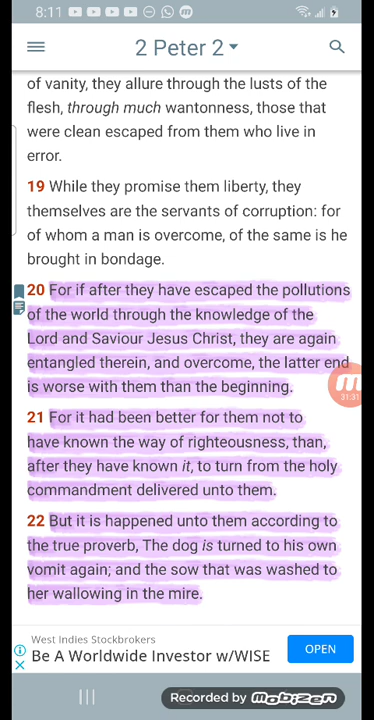 8:11
2 Peter 2
of vanity, they allure through the lusts of the
flesh, through much wantonness, those that
were clean escaped from them who live in
error.
19 While they promise them liberty, they
themselves are the servants of corruption: for
of whom a man is overcome, of the same is he
brought in bondage.
20 For if after they have escaped the pollutions
of the world through the knowledge of the
Lord and Saviour Jesus Christ, they are again
entangled therein, and overcome, the latter end
is worse with them than the beginning.
31:31
21 For it had been better for them not to
have known the way of righteousness, than,
after they have known it, to turn from the holy
commandment delivered unto them.
22 But it is happened unto them according to
the true proverb, The dog is turned to his own
vomit again; and the sow that was washed to
her wallowing in the mire.
West Indies Stockbrokers
Be A Worldwide Investor w/WISE
OPEN
Recorded by mobizen